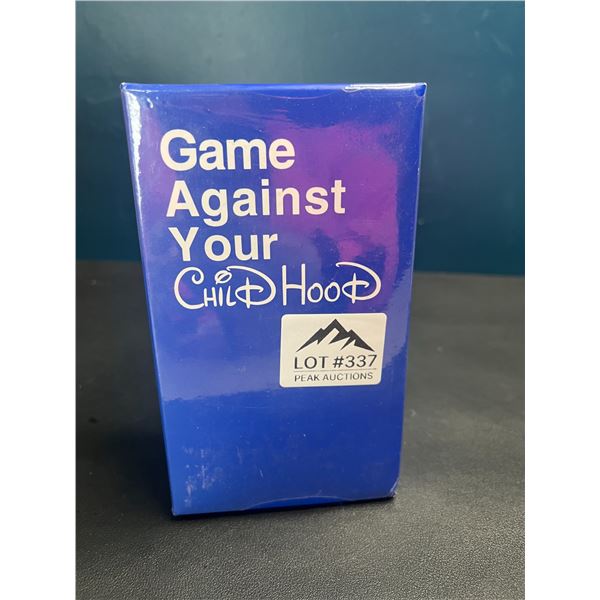 Game
Against
Your
ChilD HooD
LOT #337
PEAK AUCTIONS